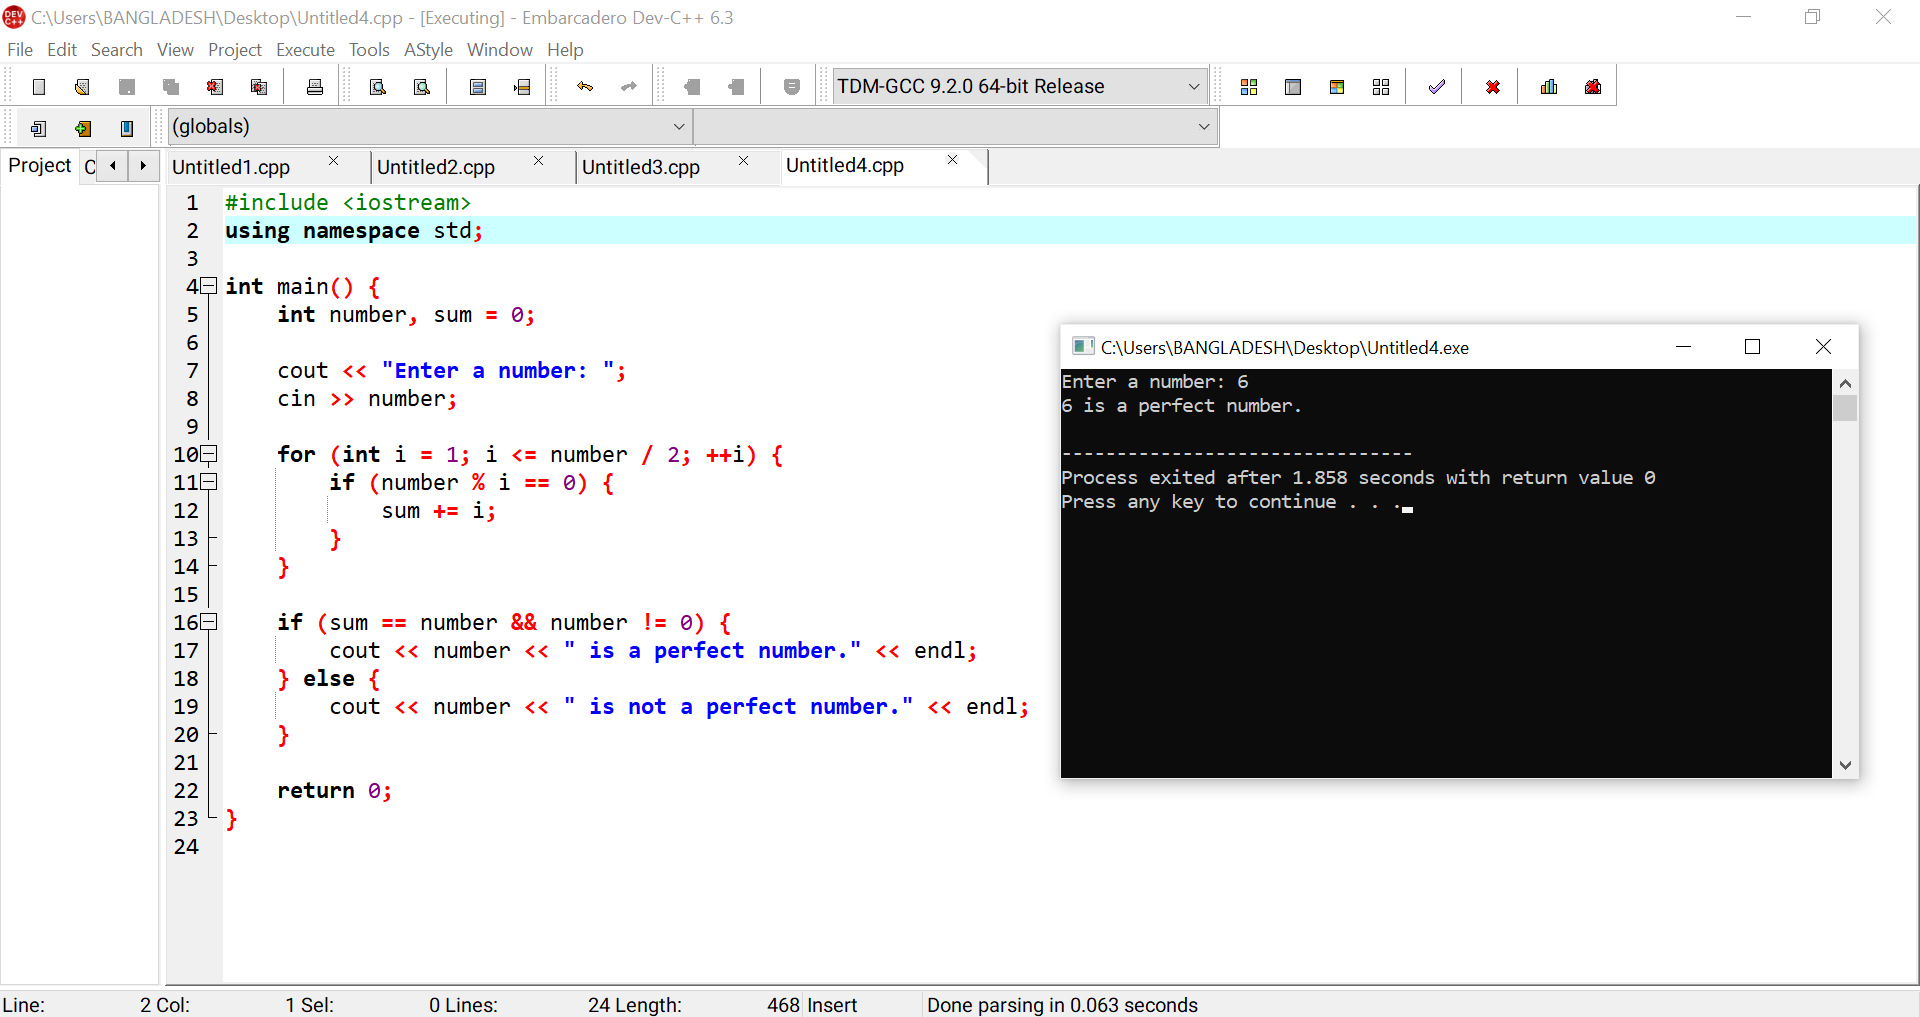 C:\Users\BANGLADESH\Desktop\Untitled4.cpp - [Executing] - Embarcadero Dev-C++ 6.3
File Edit Search View Project Execute Tools AStyle Window Help
TDM-GCC 9.2.0 64-bit Release
(globals)
Project C Untitled1.cpp Untitled2.cpp Untitled3.cpp Untitled4.cpp
1 #include <iostream>
2 using namespace std;
3
4 int main() {
5     int number, sum = 0;
6
7     cout << "Enter a number: ";
8     cin >> number;
9
10     for (int i = 1; i <= number / 2; ++i) {
11         if (number % i == 0) {
12             sum += i;
13         }
14     }
15
16     if (sum == number && number != 0) {
17         cout << number << " is a perfect number." << endl;
18     } else {
19         cout << number << " is not a perfect number." << endl;
20     }
21
22     return 0;
23 }
24
C:\Users\BANGLADESH\Desktop\Untitled4.exe
Enter a number: 6
6 is a perfect number.
--------------------------------
Process exited after 1.858 seconds with return value 0
Press any key to continue . . .
Line: 2 Col: 1 Sel: 0 Lines: 24 Length: 468 Insert Done parsing in 0.063 seconds